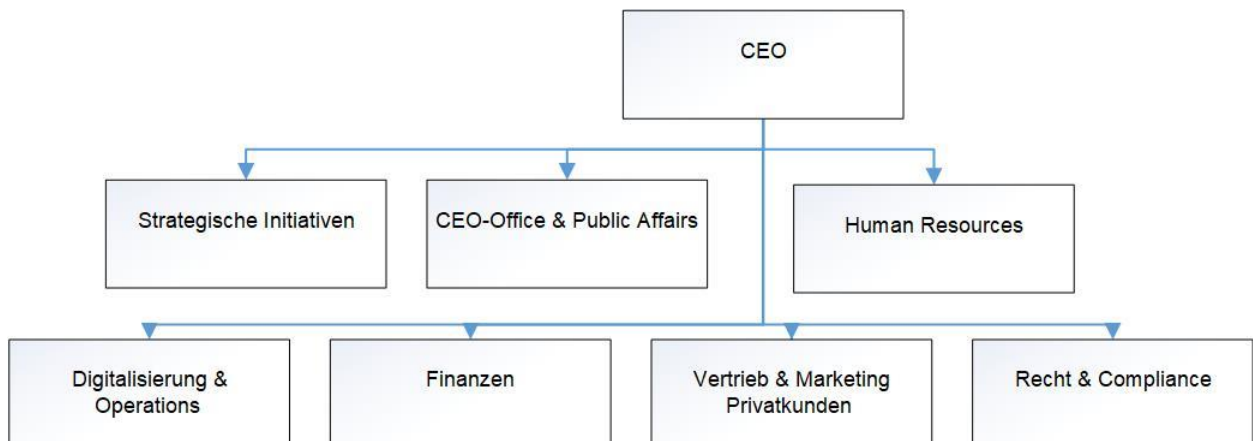 CEO
Strategische Initiativen
CEO-Office & Public Affairs
Human Resources
Digitalisierung &
Operations
Finanzen
Vertrieb & Marketing
Privatkunden
Recht & Compliance